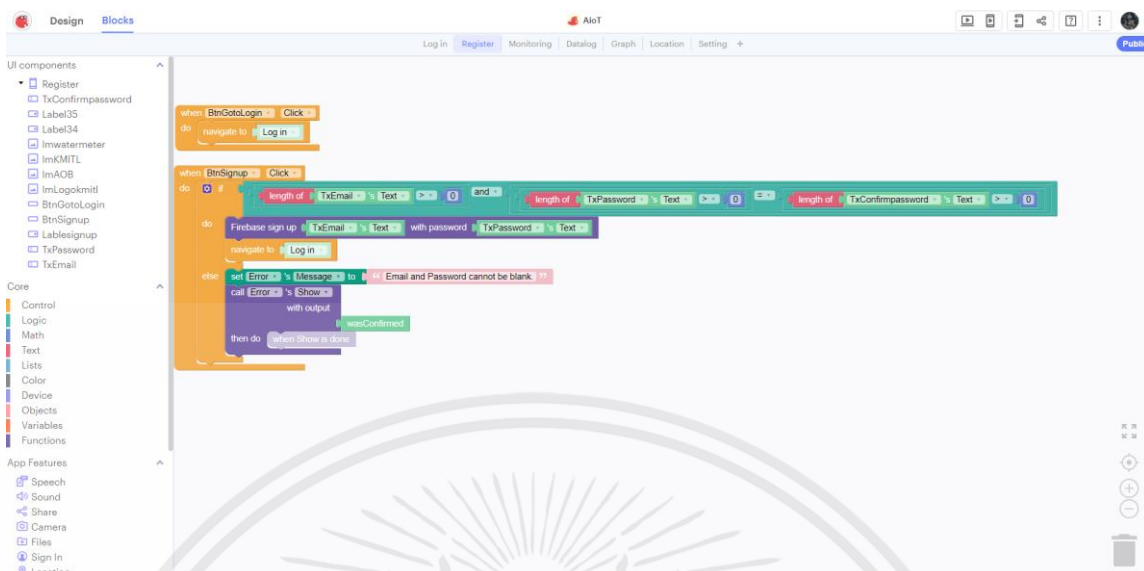 Design Blocks AIoT
Log in Register Monitoring Datalog Graph Location Setting +
Publi
UI components
Register
TxConfirmpassword
Label35
Label34
Imwatermeter
ImKMITL
ImAOB
ImLogokmitl
BtnGotoLogin
BtnSignup
Lablesignup
TxPassword
TxEmail
Core
Control
Logic
Math
Text
Lists
Color
Device
Objects
Variables
Functions
App Features
Speech
Sound
Share
Camera
Files
Sign In
Location
when BtnGotoLogin Click
do navigate to Log in
when BtnSignup Click
do if length of TxEmail 's Text > 0 and length of TxPassword 's Text > 0 = length of TxConfirmpassword 's Text > 0
do Firebase sign up TxEmail 's Text with password TxPassword 's Text
navigate to Log in
else set Error 's Message to “ Email and Password cannot be blank. ”
call Error 's Show
with output
wasConfirmed
then do when Show is done